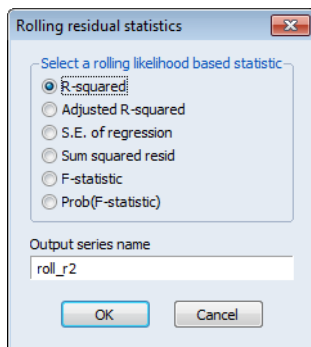 Rolling residual statistics
Select a rolling likelihood based statistic
R-squared
Adjusted R-squared
S.E. of regression
Sum squared resid
F-statistic
Prob(F-statistic)
Output series name
roll_r2
OK
Cancel